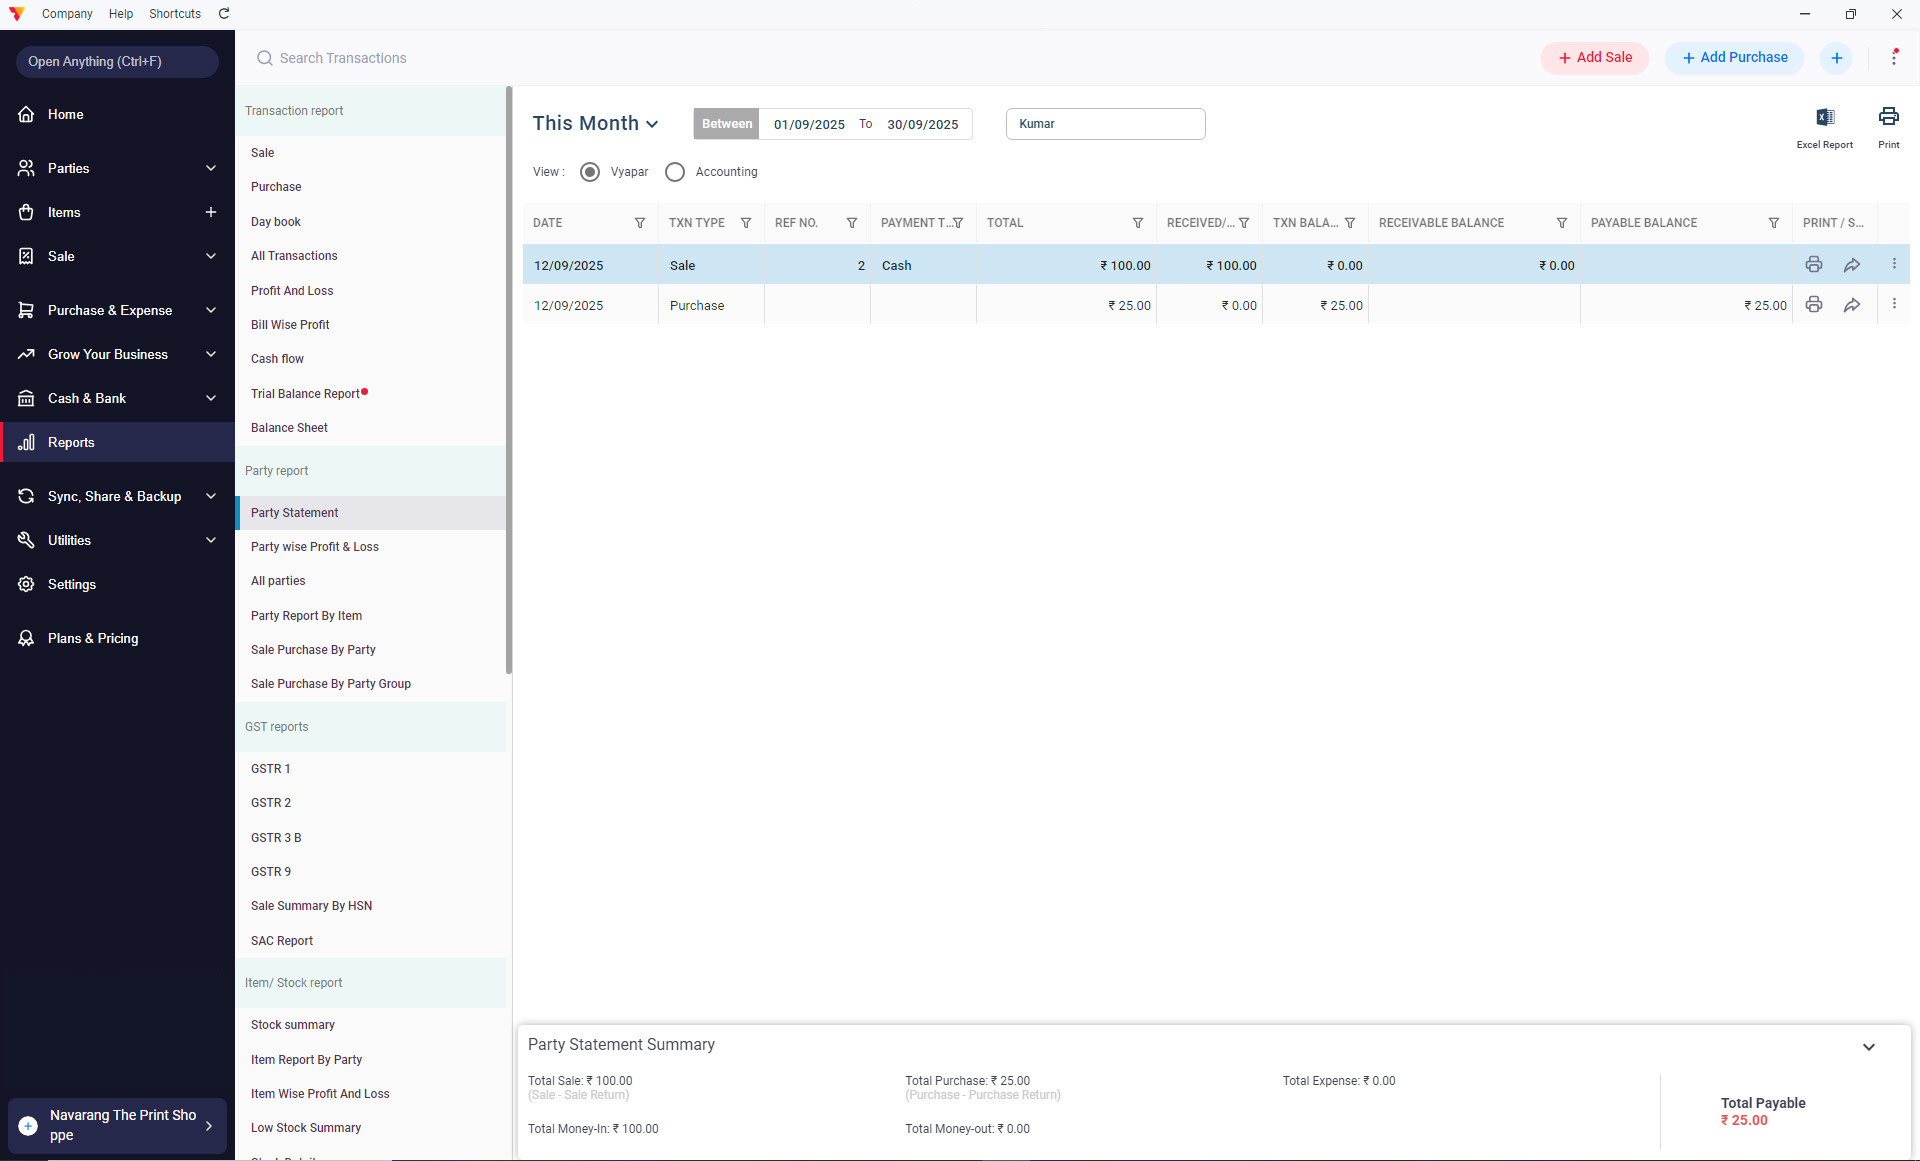 Company Help Shortcuts
Open Anything (Ctrl+F)
Home
Parties
Items
Sale
Purchase & Expense
Grow Your Business
Cash & Bank
Reports
Sync, Share & Backup
Utilities
Settings
Plans & Pricing
Navarang The Print Sho
ppe
Search Transactions
Add Sale
Add Purchase
Transaction report
Sale
Purchase
Day book
All Transactions
Profit And Loss
Bill Wise Profit
Cash flow
Trial Balance Report
Balance Sheet
Party report
Party Statement
Party wise Profit & Loss
All parties
Party Report By Item
Sale Purchase By Party
Sale Purchase By Party Group
GST reports
GSTR 1
GSTR 2
GSTR 3 B
GSTR 9
Sale Summary By HSN
SAC Report
Item/ Stock report
Stock summary
Item Report By Party
Item Wise Profit And Loss
Low Stock Summary
This Month Between 01/09/2025 To 30/09/2025 Kumar
Excel Report Print
View : Vyapar Accounting
DATE TXN TYPE REF NO. PAYMENT T... TOTAL RECEIVED/... TXN BALA... RECEIVABLE BALANCE PAYABLE BALANCE PRINT / S...
12/09/2025 Sale 2 Cash ₹ 100.00 ₹ 100.00 ₹ 0.00 ₹ 0.00
12/09/2025 Purchase ₹ 25.00 ₹ 0.00 ₹ 25.00 ₹ 25.00
Party Statement Summary
Total Sale: ₹ 100.00 Total Purchase: ₹ 25.00 Total Expense: ₹ 0.00
(Sale - Sale Return) (Purchase - Purchase Return)
Total Money-In: ₹ 100.00 Total Money-out: ₹ 0.00
Total Payable
₹ 25.00